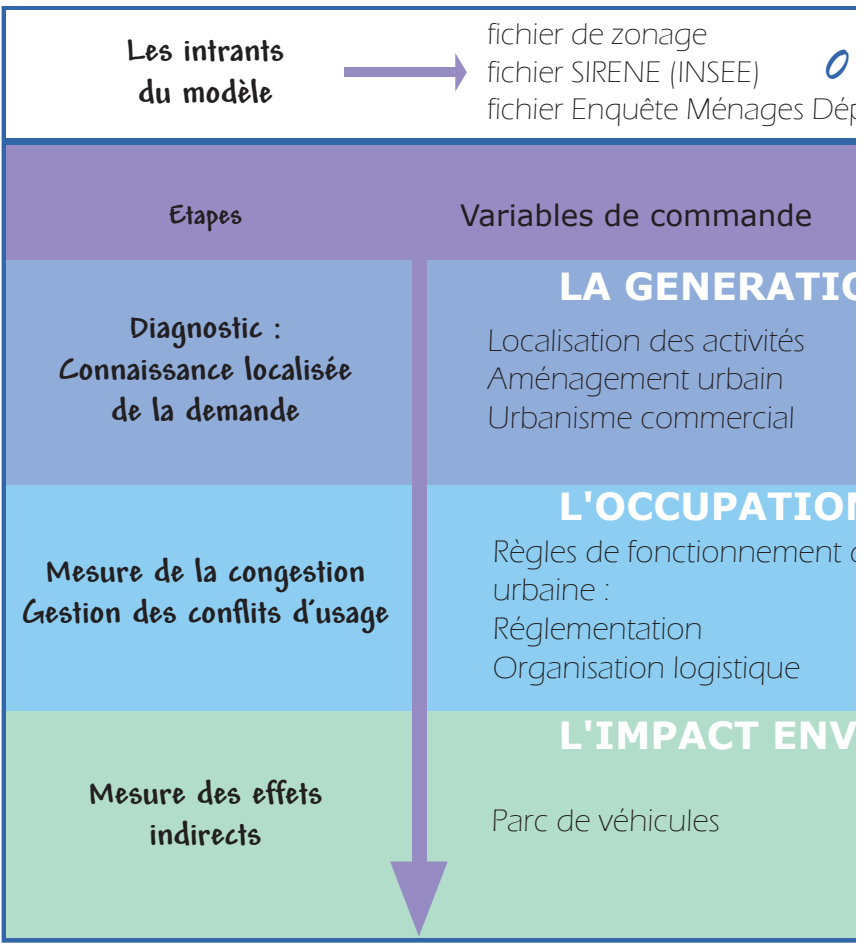 Les intrants
du modèle
fichier de zonage
fichier SIRENE (INSEE)
fichier Enquête Ménages
Etapes
Variables de commande
LA
Diagnostic :
Connaissance localisée
de la demande
Localisation des activités
Aménagement urbain
Urbanisme commercial
Mesure de la congestion
Gestion des conflits d'usage
Règles de fonctionnement
urbaine :
Réglementation
Organisation logistique
L'IMPACT
Mesure des effets
indirects
Parc de véhicules